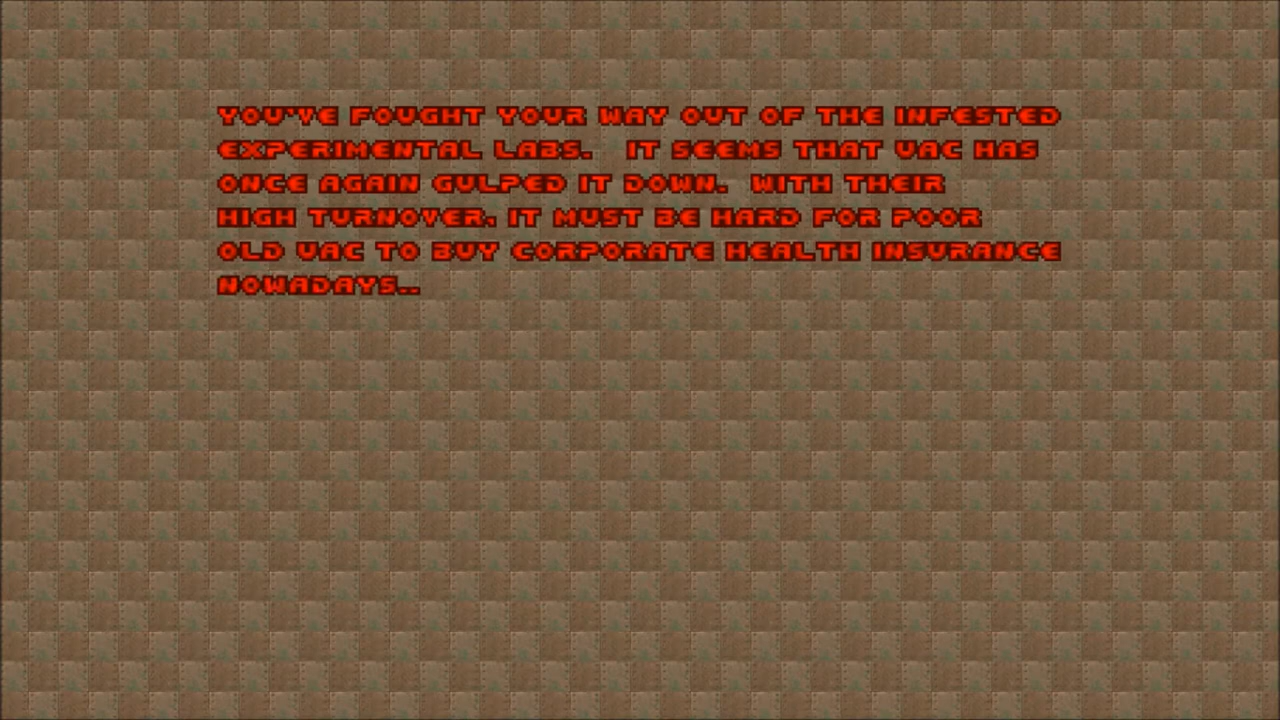 YOU'VE FOUGHT YOUR WAY OUT OF THE INFESTED
EXPERIMENTAL LABS. IT SEEMS THAT UAC HAS
ONCE AGAIN GULPED IT DOWN. WITH THEIR
HIGH TURNOVER, IT MUST BE HARD FOR POOR
OLD UAC TO BUY CORPORATE HEALTH INSURANCE
NOWADAYS..